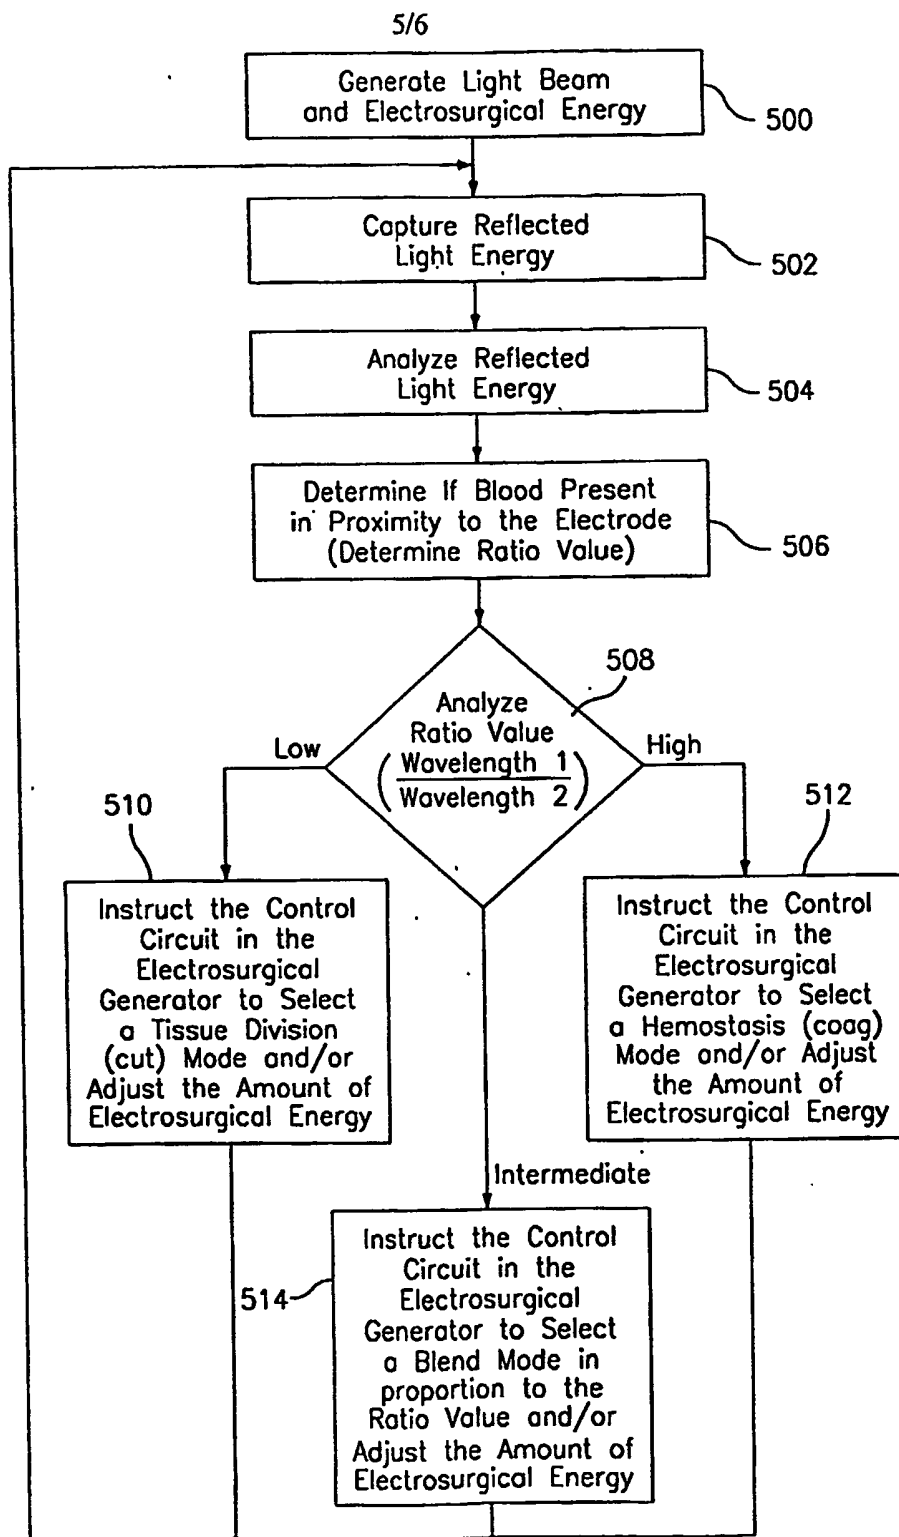 5/6
Generate Light Beam
and Electrosurgical Energy
500
Capture Reflected
Light Energy
502
Analyze Reflected
Light Energy
504
Determine If Blood Present
in Proximity to the Electrode
(Determine Ratio Value)
506
508
Analyze
Ratio Value
(Wavelength 1
Wavelength 2)
Low
High
510
512
Instruct the Control
Circuit in the
Electrosurgical
Generator to Select
a Tissue Division
(cut) Mode and/or
Adjust the Amount of
Electrosurgical Energy
Instruct the Control
Circuit in the
Electrosurgical
Generator to Select
a Hemostasis (coag)
Mode and/or Adjust
the Amount of
Electrosurgical Energy
Intermediate
514
Instruct the Control
Circuit in the
Electrosurgical
Generator to Select
a Blend Mode in
proportion to the
Ratio Value and/or
Adjust the Amount of
Electrosurgical Energy